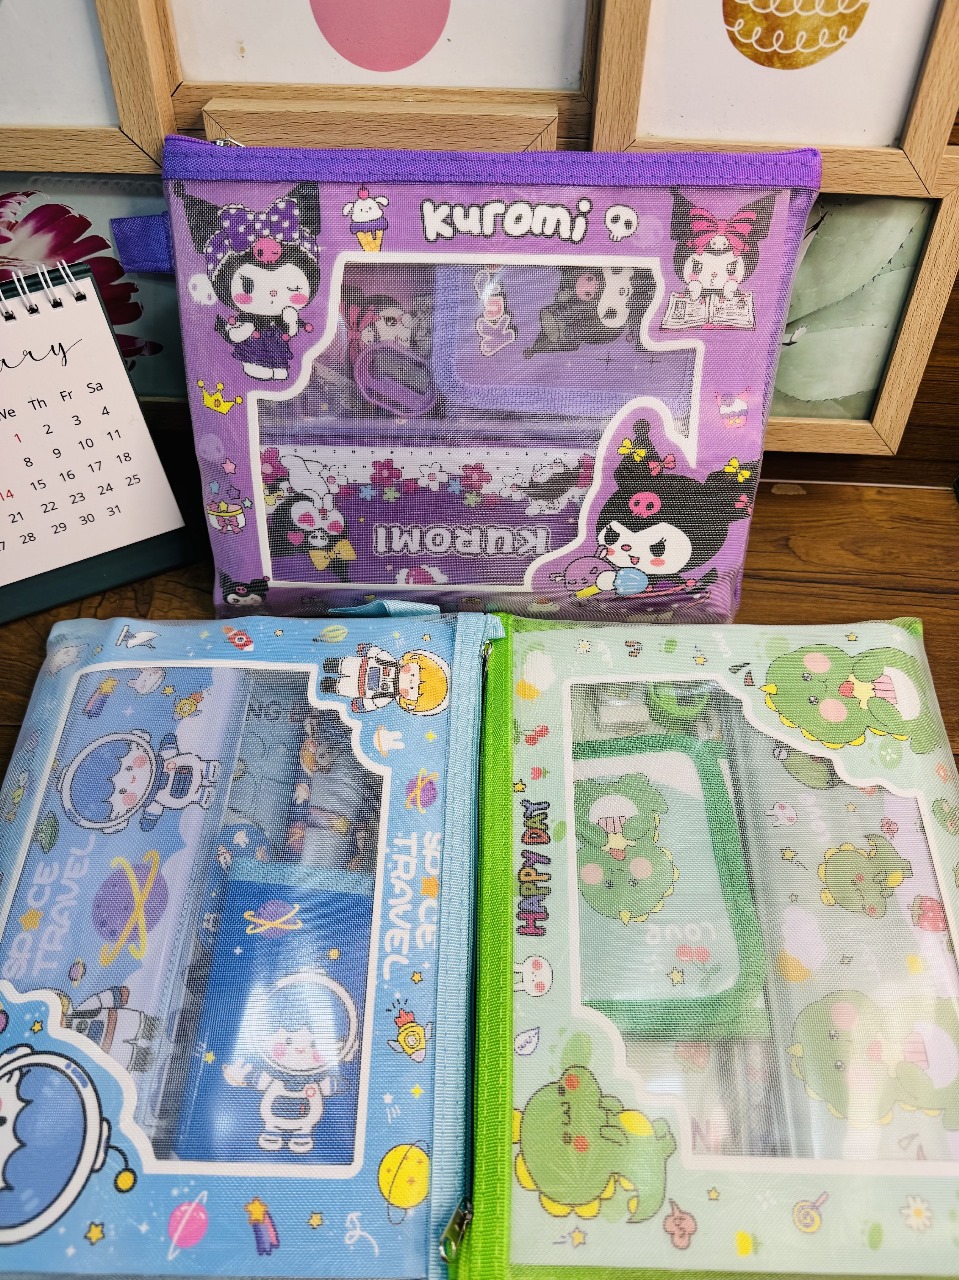 kuromi
KUROMI
We Th Fr Sa
1 2 3 4
8 9 10 11
14 15 16 17 18
21 22 23 24 25
28 29 30 31
SPACE
TRAVEL
SPACE
TRAVEL
HAPPY DAY